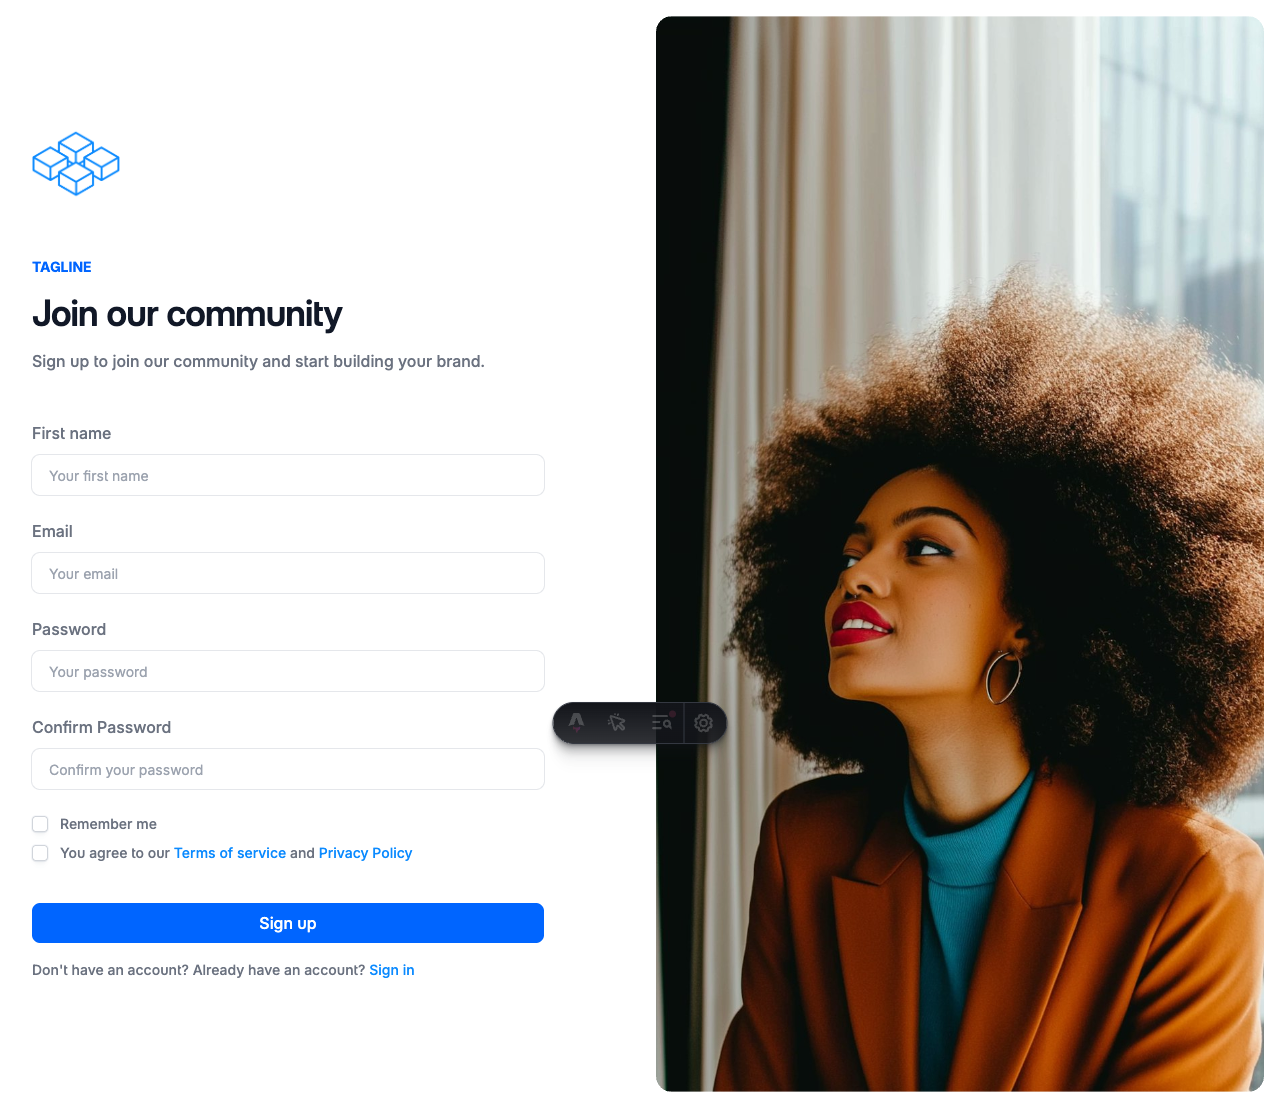 TAGLINE
Join our community
Sign up to join our community and start building your brand.
First name
Your first name
Email
Your email
Password
Your password
Confirm Password
Confirm your password
Remember me
You agree to our Terms of service and Privacy Policy
Sign up
Don't have an account? Already have an account? Sign in